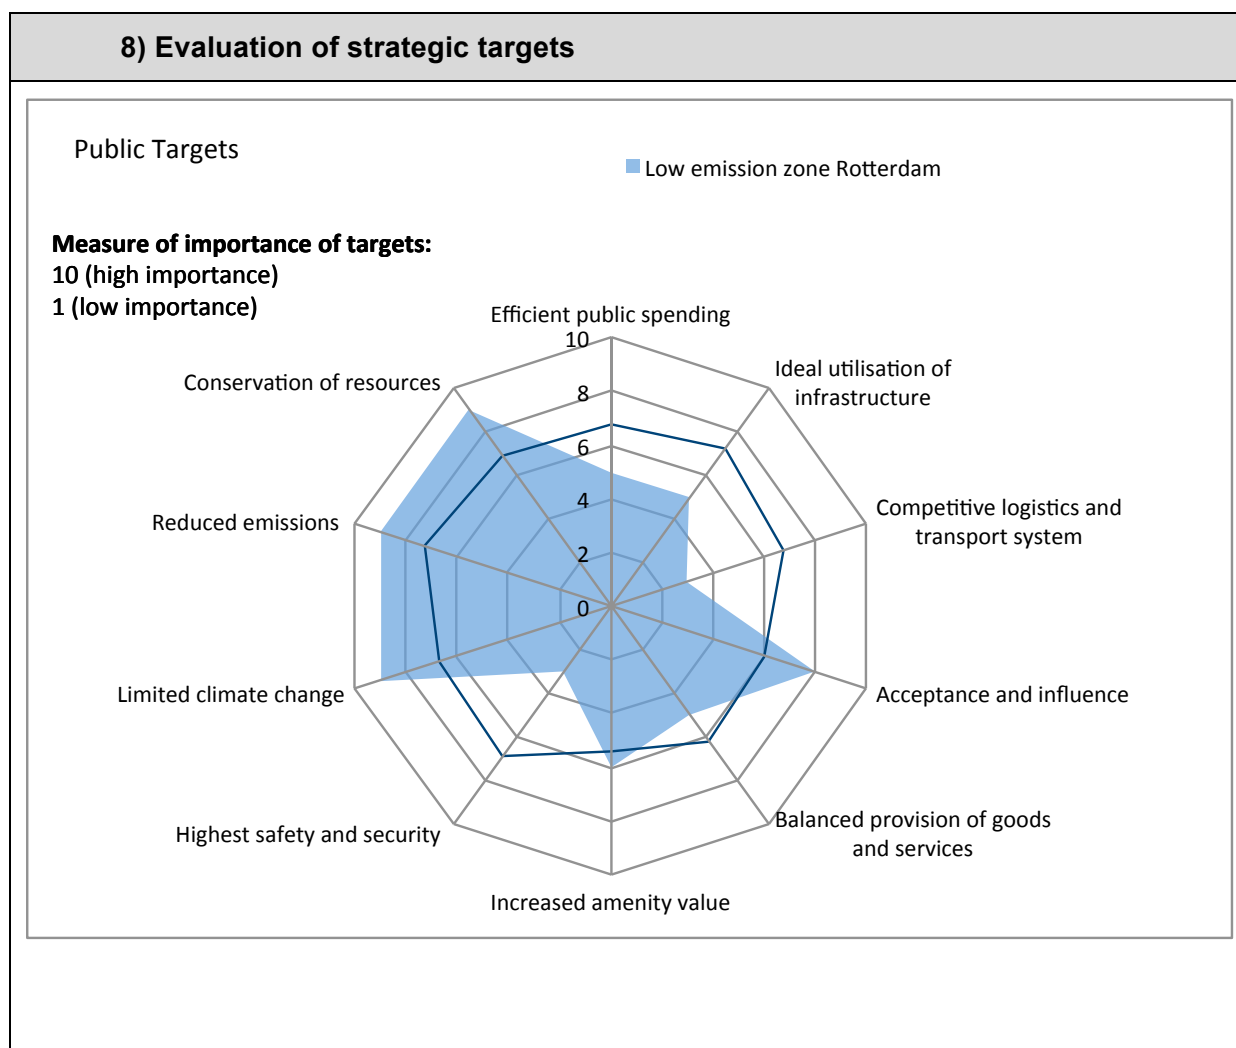 8) Evaluation of strategic targets
Public Targets
Low emission zone Rotterdam
Measure of importance of targets:
10 (high importance)
1 (low importance)
Efficient public spending
10
Ideal utilisation of
infrastructure
Conservation of resources
8
6
Competitive logistics and
transport system
Reduced emissions
4
2
0
Limited climate change
Acceptance and influence
Highest safety and security
Balanced provision of goods
and services
Increased amenity value